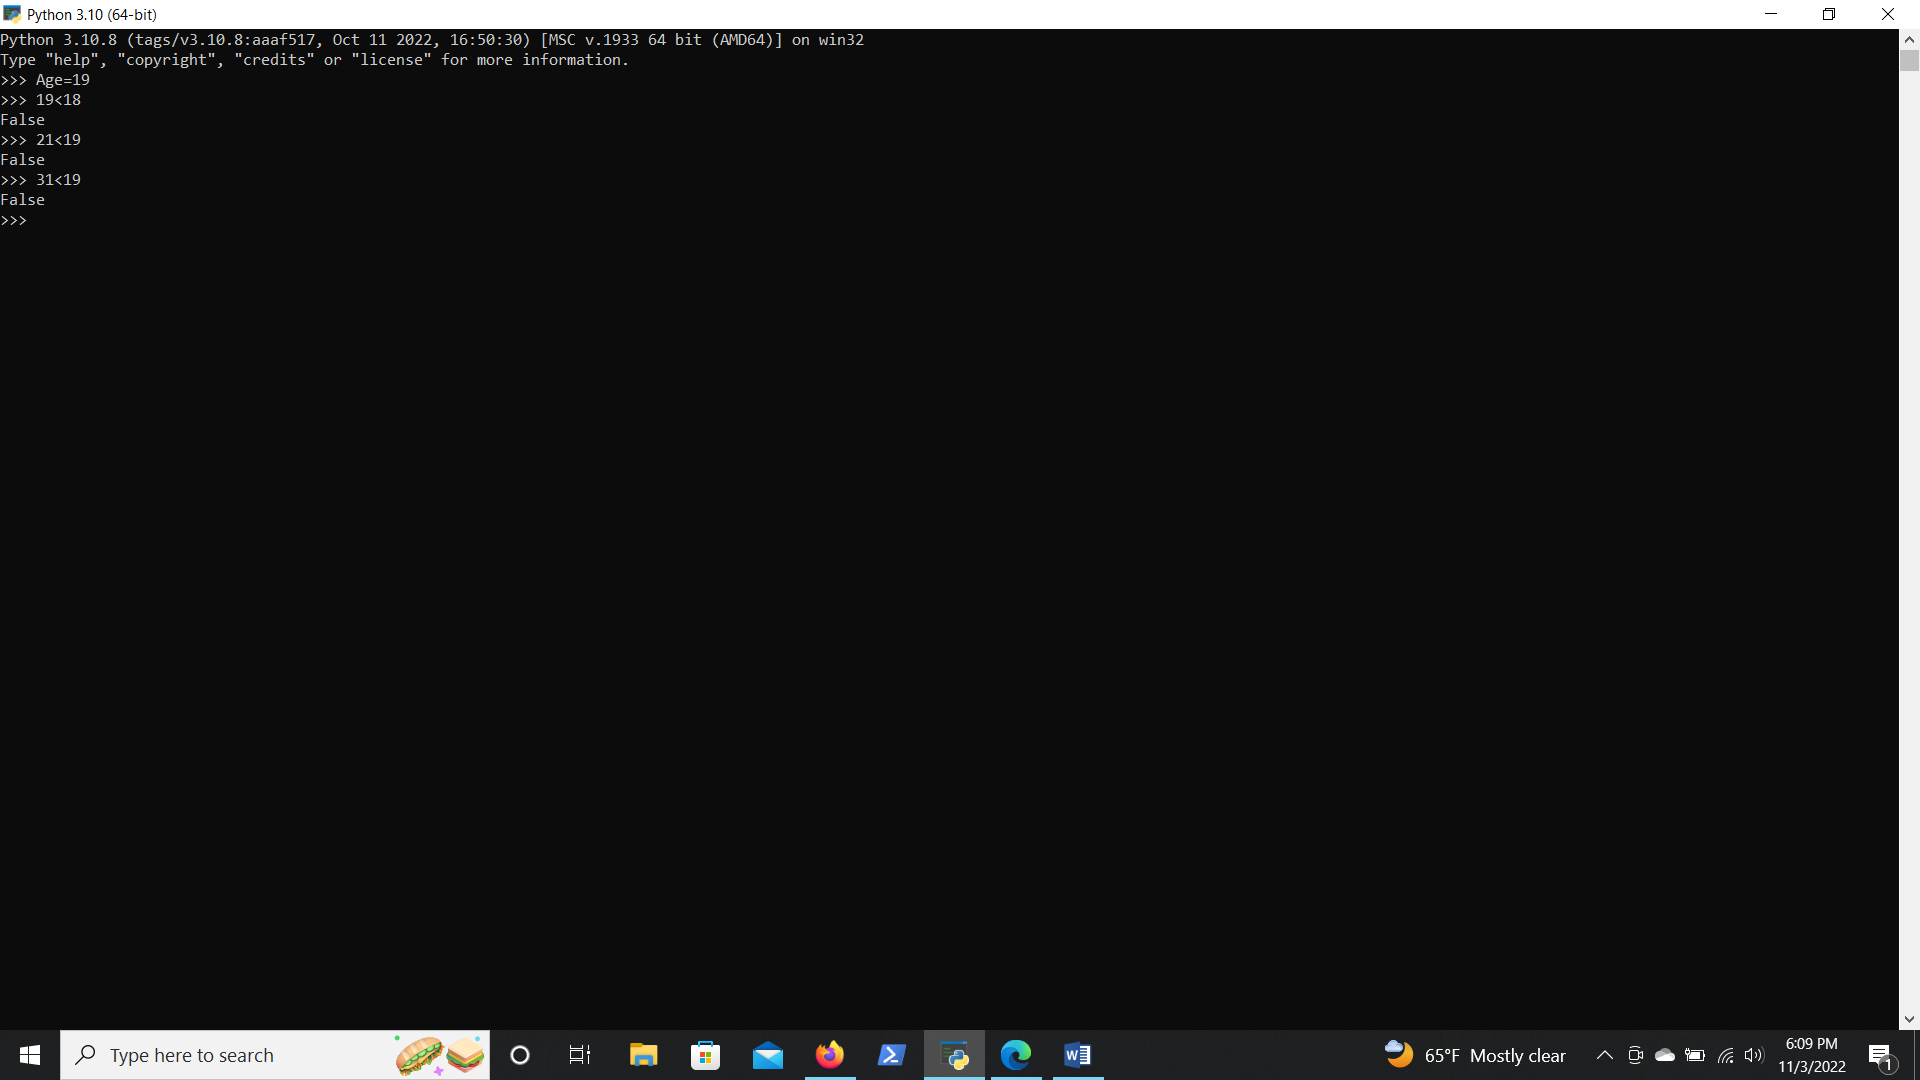 Python 3.10 (64-bit)
Python 3.10.8 (tags/v3.10.8:aaaf517, Oct 11 2022, 16:50:30) [MSC v.1933 64 bit (AMD64)] on win32
Type "help", "copyright", "credits" or "license" for more information.
>>> Age=19
>>> 19<18
False
>>> 21<19
False
>>> 31<19
False
>>>
Type here to search
65°F Mostly clear
6:09 PM
11/3/2022
1